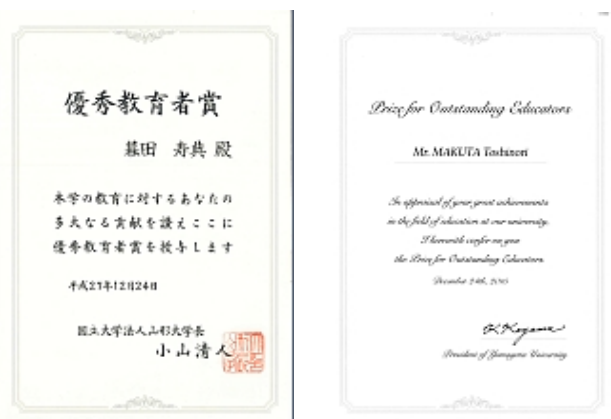 優秀教育者賞
幕田 寿典 殿
本学の教育に対するあなたの
多大なる貢献を讃えここに
優秀教育者賞を授与します
平成27年12月24日
国立大学法人山形大学長
小山清人
Prize for Outstanding Educators
Mr. MAKUTA Toshinori
In appraisal of your great achievements
in the field of education at our university,
I herewith confer on you
the Prize for Outstanding Educators
December 24th, 2015
K. Koyama
President of Yamagata University